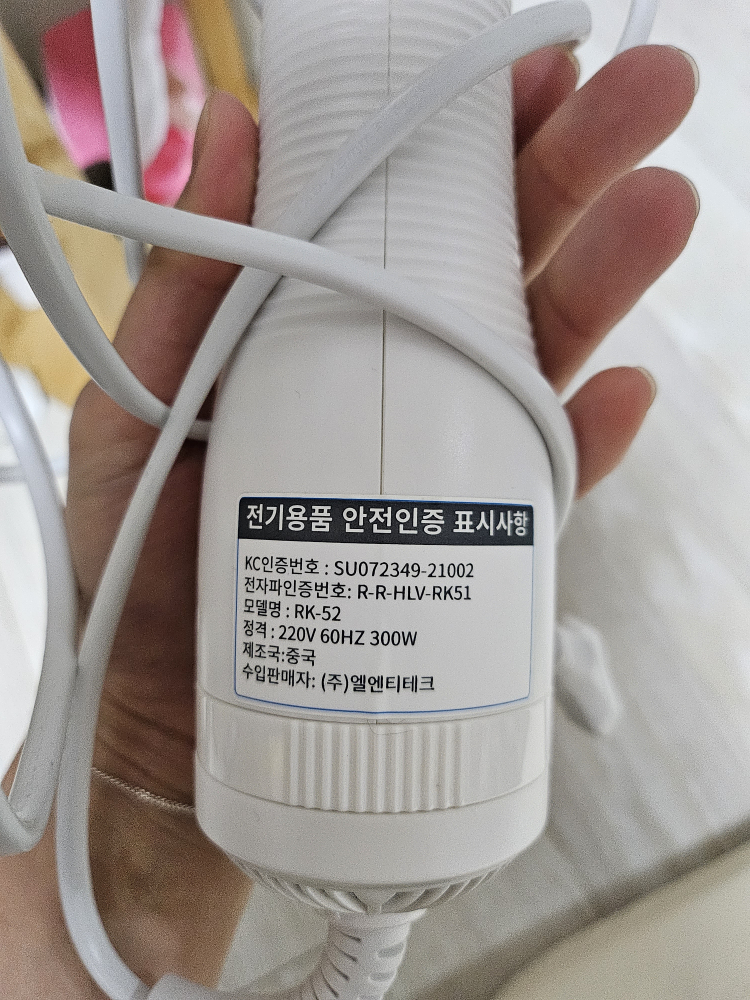 전기용품 안전인증 표시사항
KC인증번호 : SU072349-21002
전자파인증번호: R-R-HLV-RK51
모델명 : RK-52
정격 : 220V 60HZ 300W
제조국:중국
수입판매자: (주)엘엔티테크